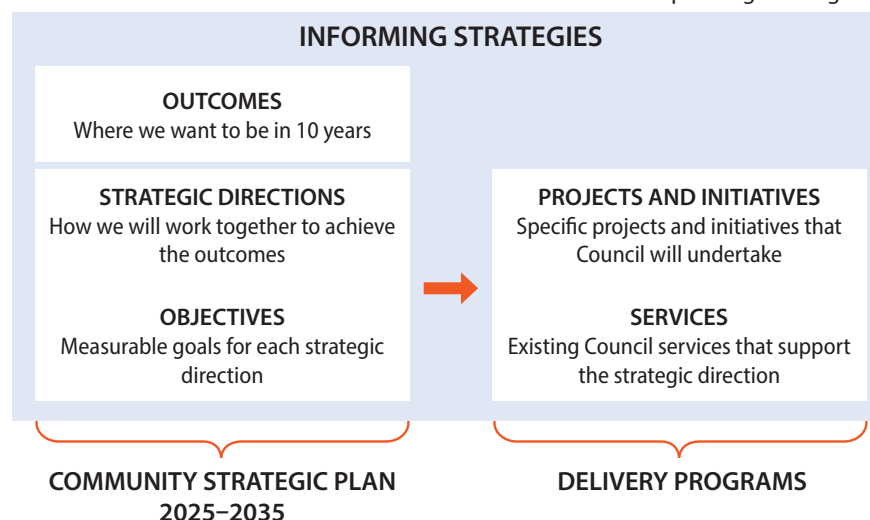 INFORMING STRATEGIES
OUTCOMES
Where we want to be in 10 years
STRATEGIC DIRECTIONS
How we will work together to achieve
the outcomes
OBJECTIVES
Measurable goals for each strategic
direction
PROJECTS AND INITIATIVES
Specific projects and initiatives that
Council will undertake
SERVICES
Existing Council services that support
the strategic direction
COMMUNITY STRATEGIC PLAN
2025–2035
DELIVERY PROGRAMS